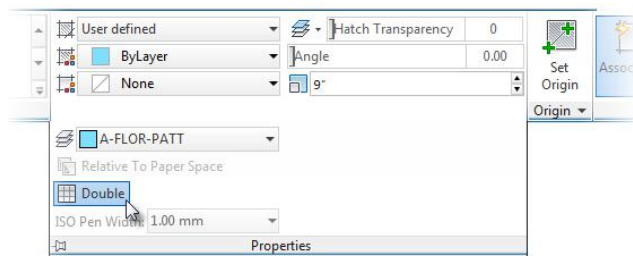 User defined Hatch Transparency 0
ByLayer Angle 0.00
None 9"
Set
Origin
Origin
A-FLOR-PATT
Relative To Paper Space
Double
ISO Pen Width: 1.00 mm
Properties